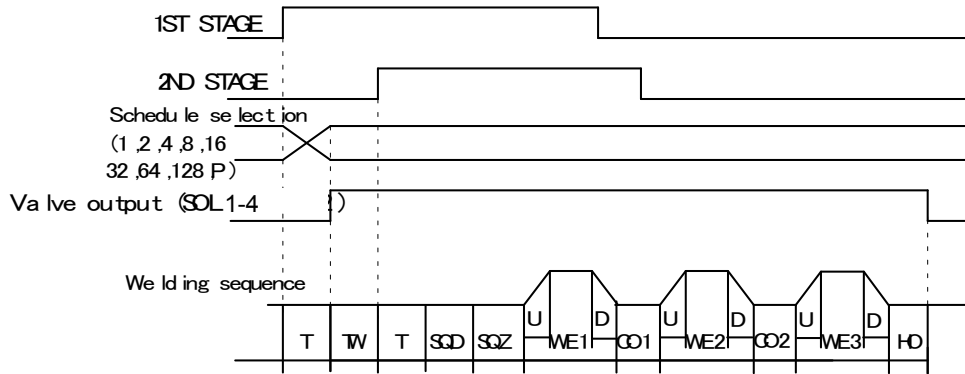 1ST STAGE
2ND STAGE
Schedule selection
(1,2,4,8,16
32,64,128,P)
Valve output (SOL1-4)
Welding sequence
U D U D U D
T TW T SQD SQZ WE1 CO1 WE2 CO2 WE3 HD